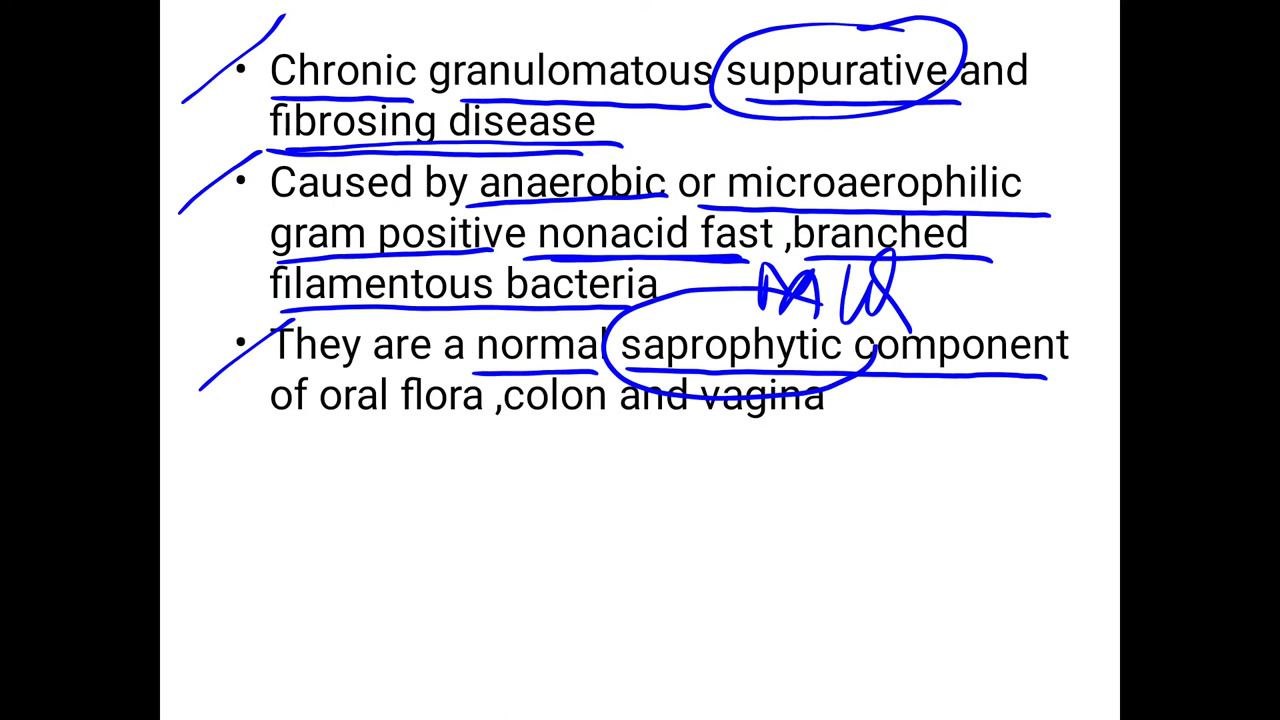 • Chronic granulomatous suppurative and
fibrosing disease
• Caused by anaerobic or microaerophilic
gram positive nonacid fast ,branched
filamentous bacteria
• They are a normal saprophytic component
of oral flora ,colon and vagina